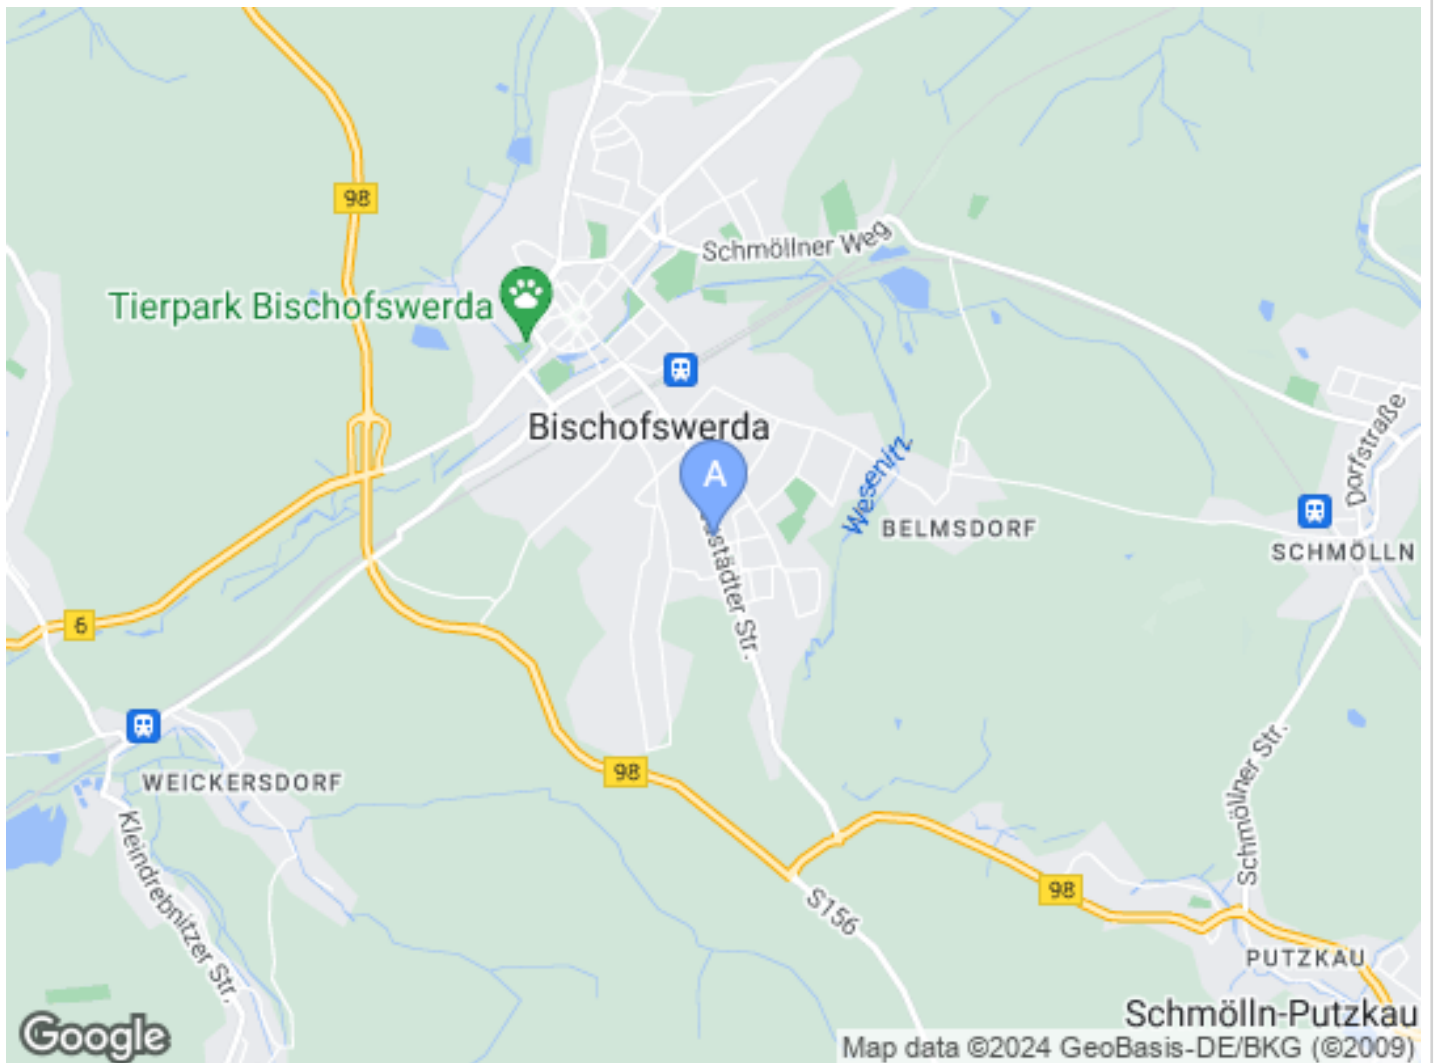 98
Schmöllner Weg
Tierpark Bischofswerda
Bischofswerda
A
Dorfstraße
Wesenitz
BELMSDORF
SCHMÖLLN
städter Str.
6
98
WEICKERSDORF
Schmöllner Str.
Kleindrebnitzer Str.
98
S156
PUTZKAU
Schmölln-Putzkau
Google
Map data ©2024 GeoBasis-DE/BKG (©2009)